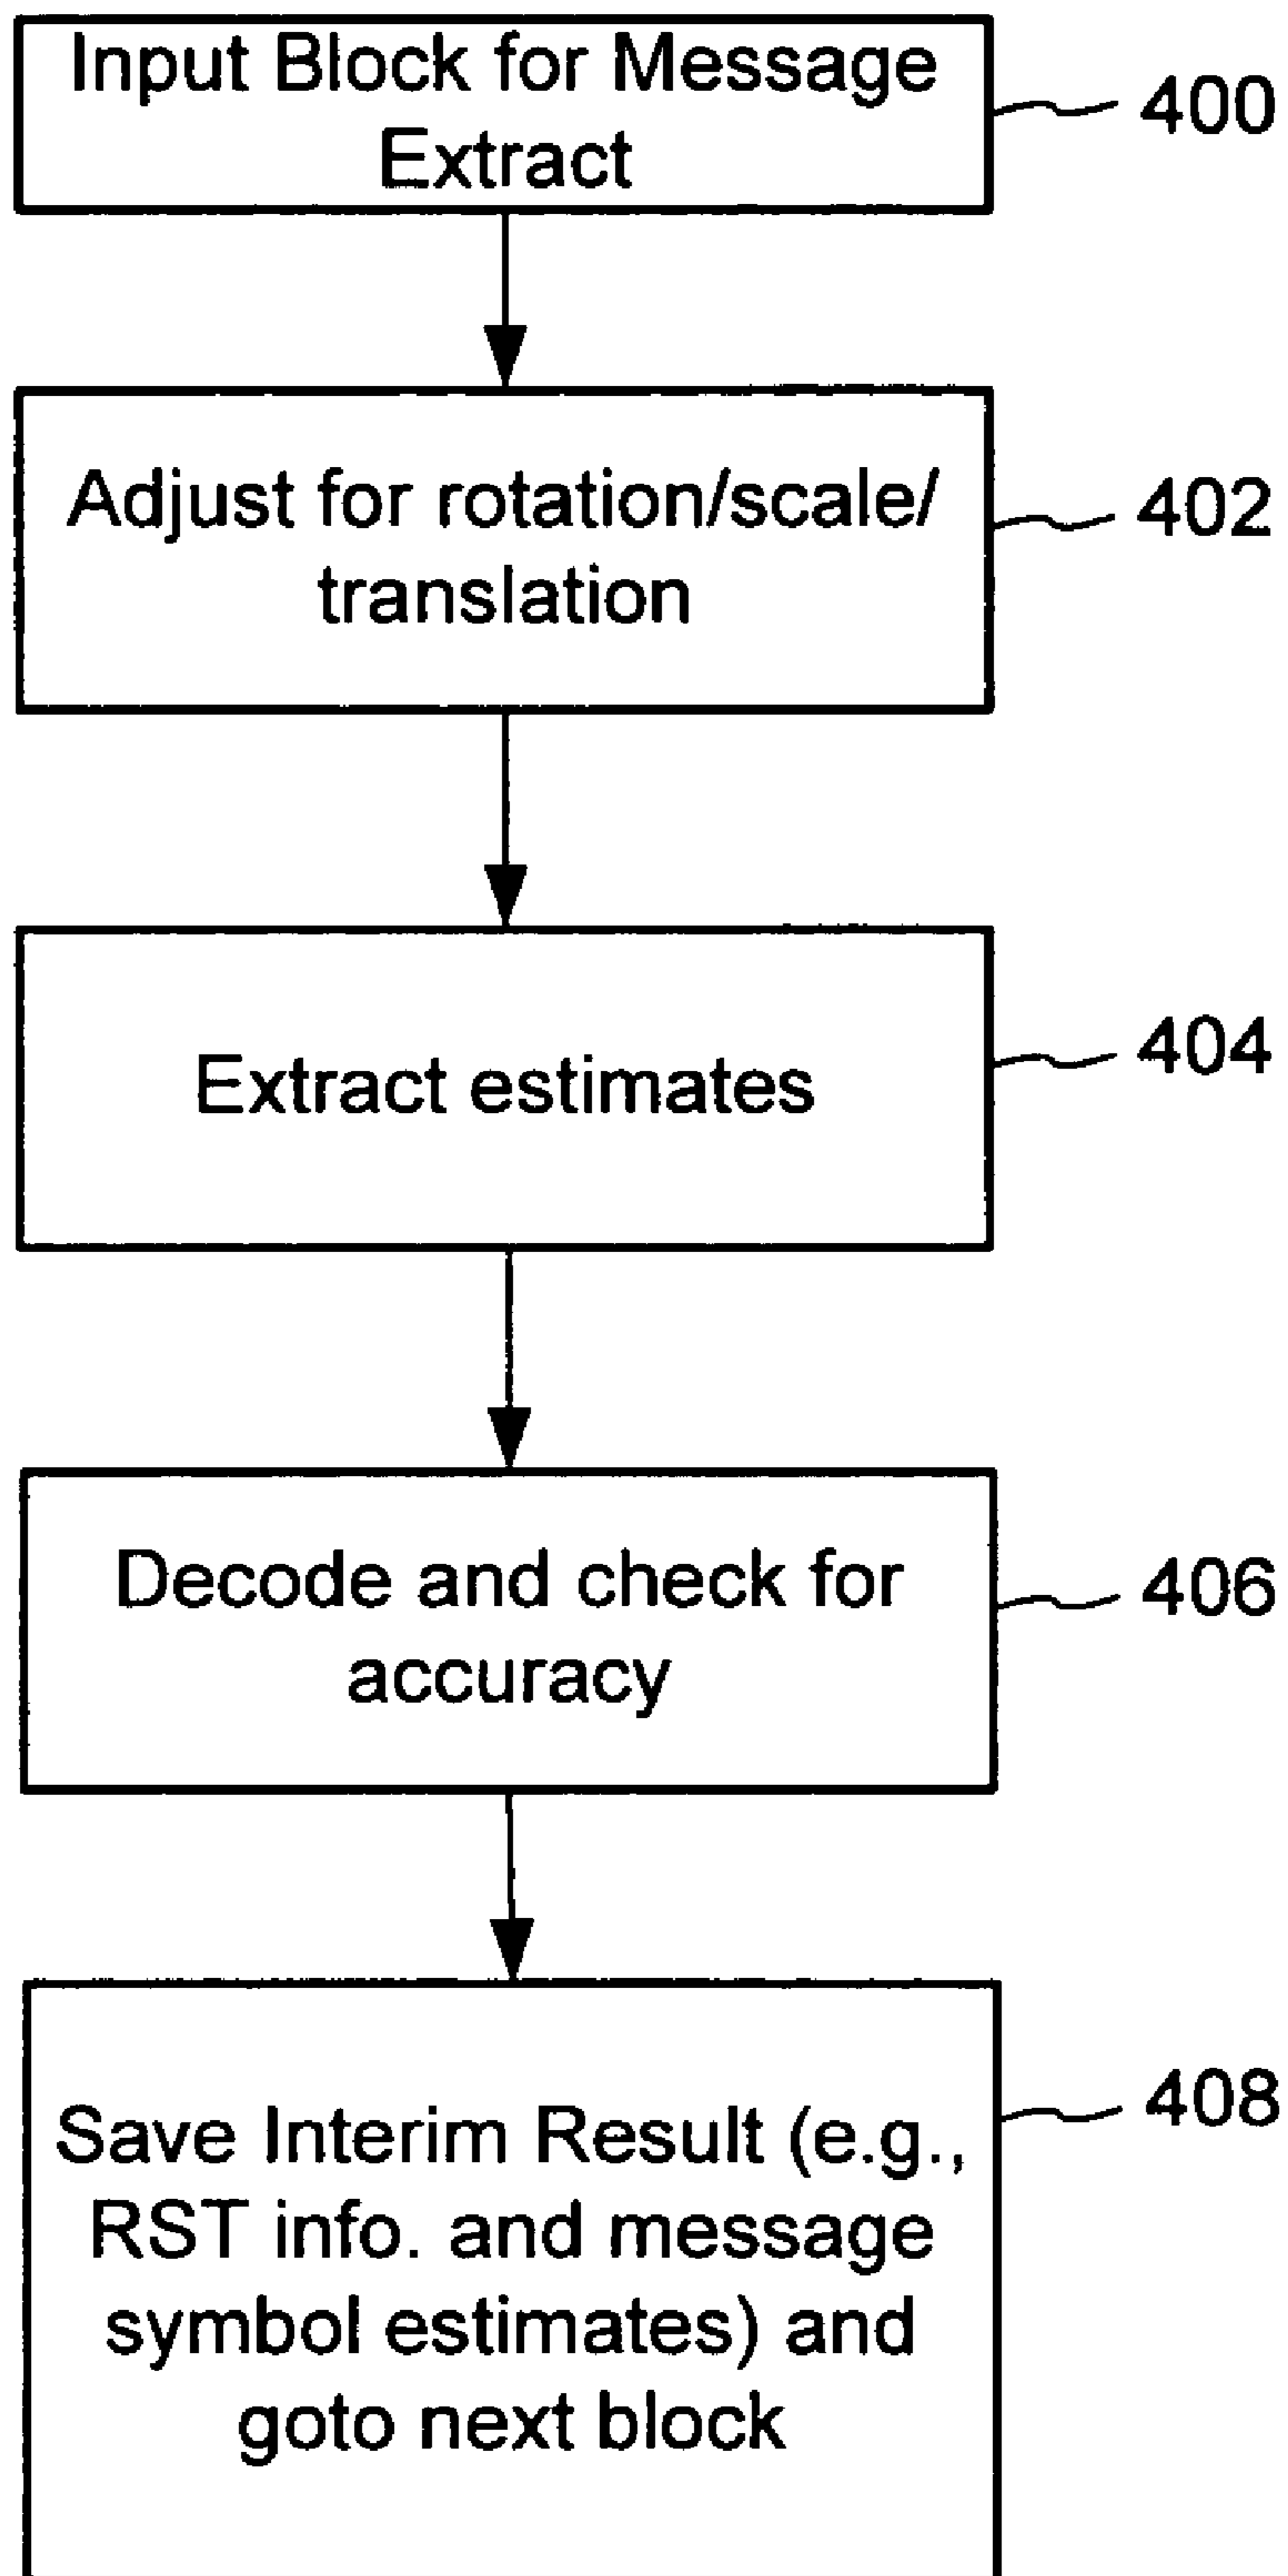 Input Block for Message
Extract
400
Adjust for rotation/scale/
translation
402
Extract estimates
404
Decode and check for
accuracy
406
Save Interim Result (e.g.,
RST info. and message
symbol estimates) and
goto next block
408